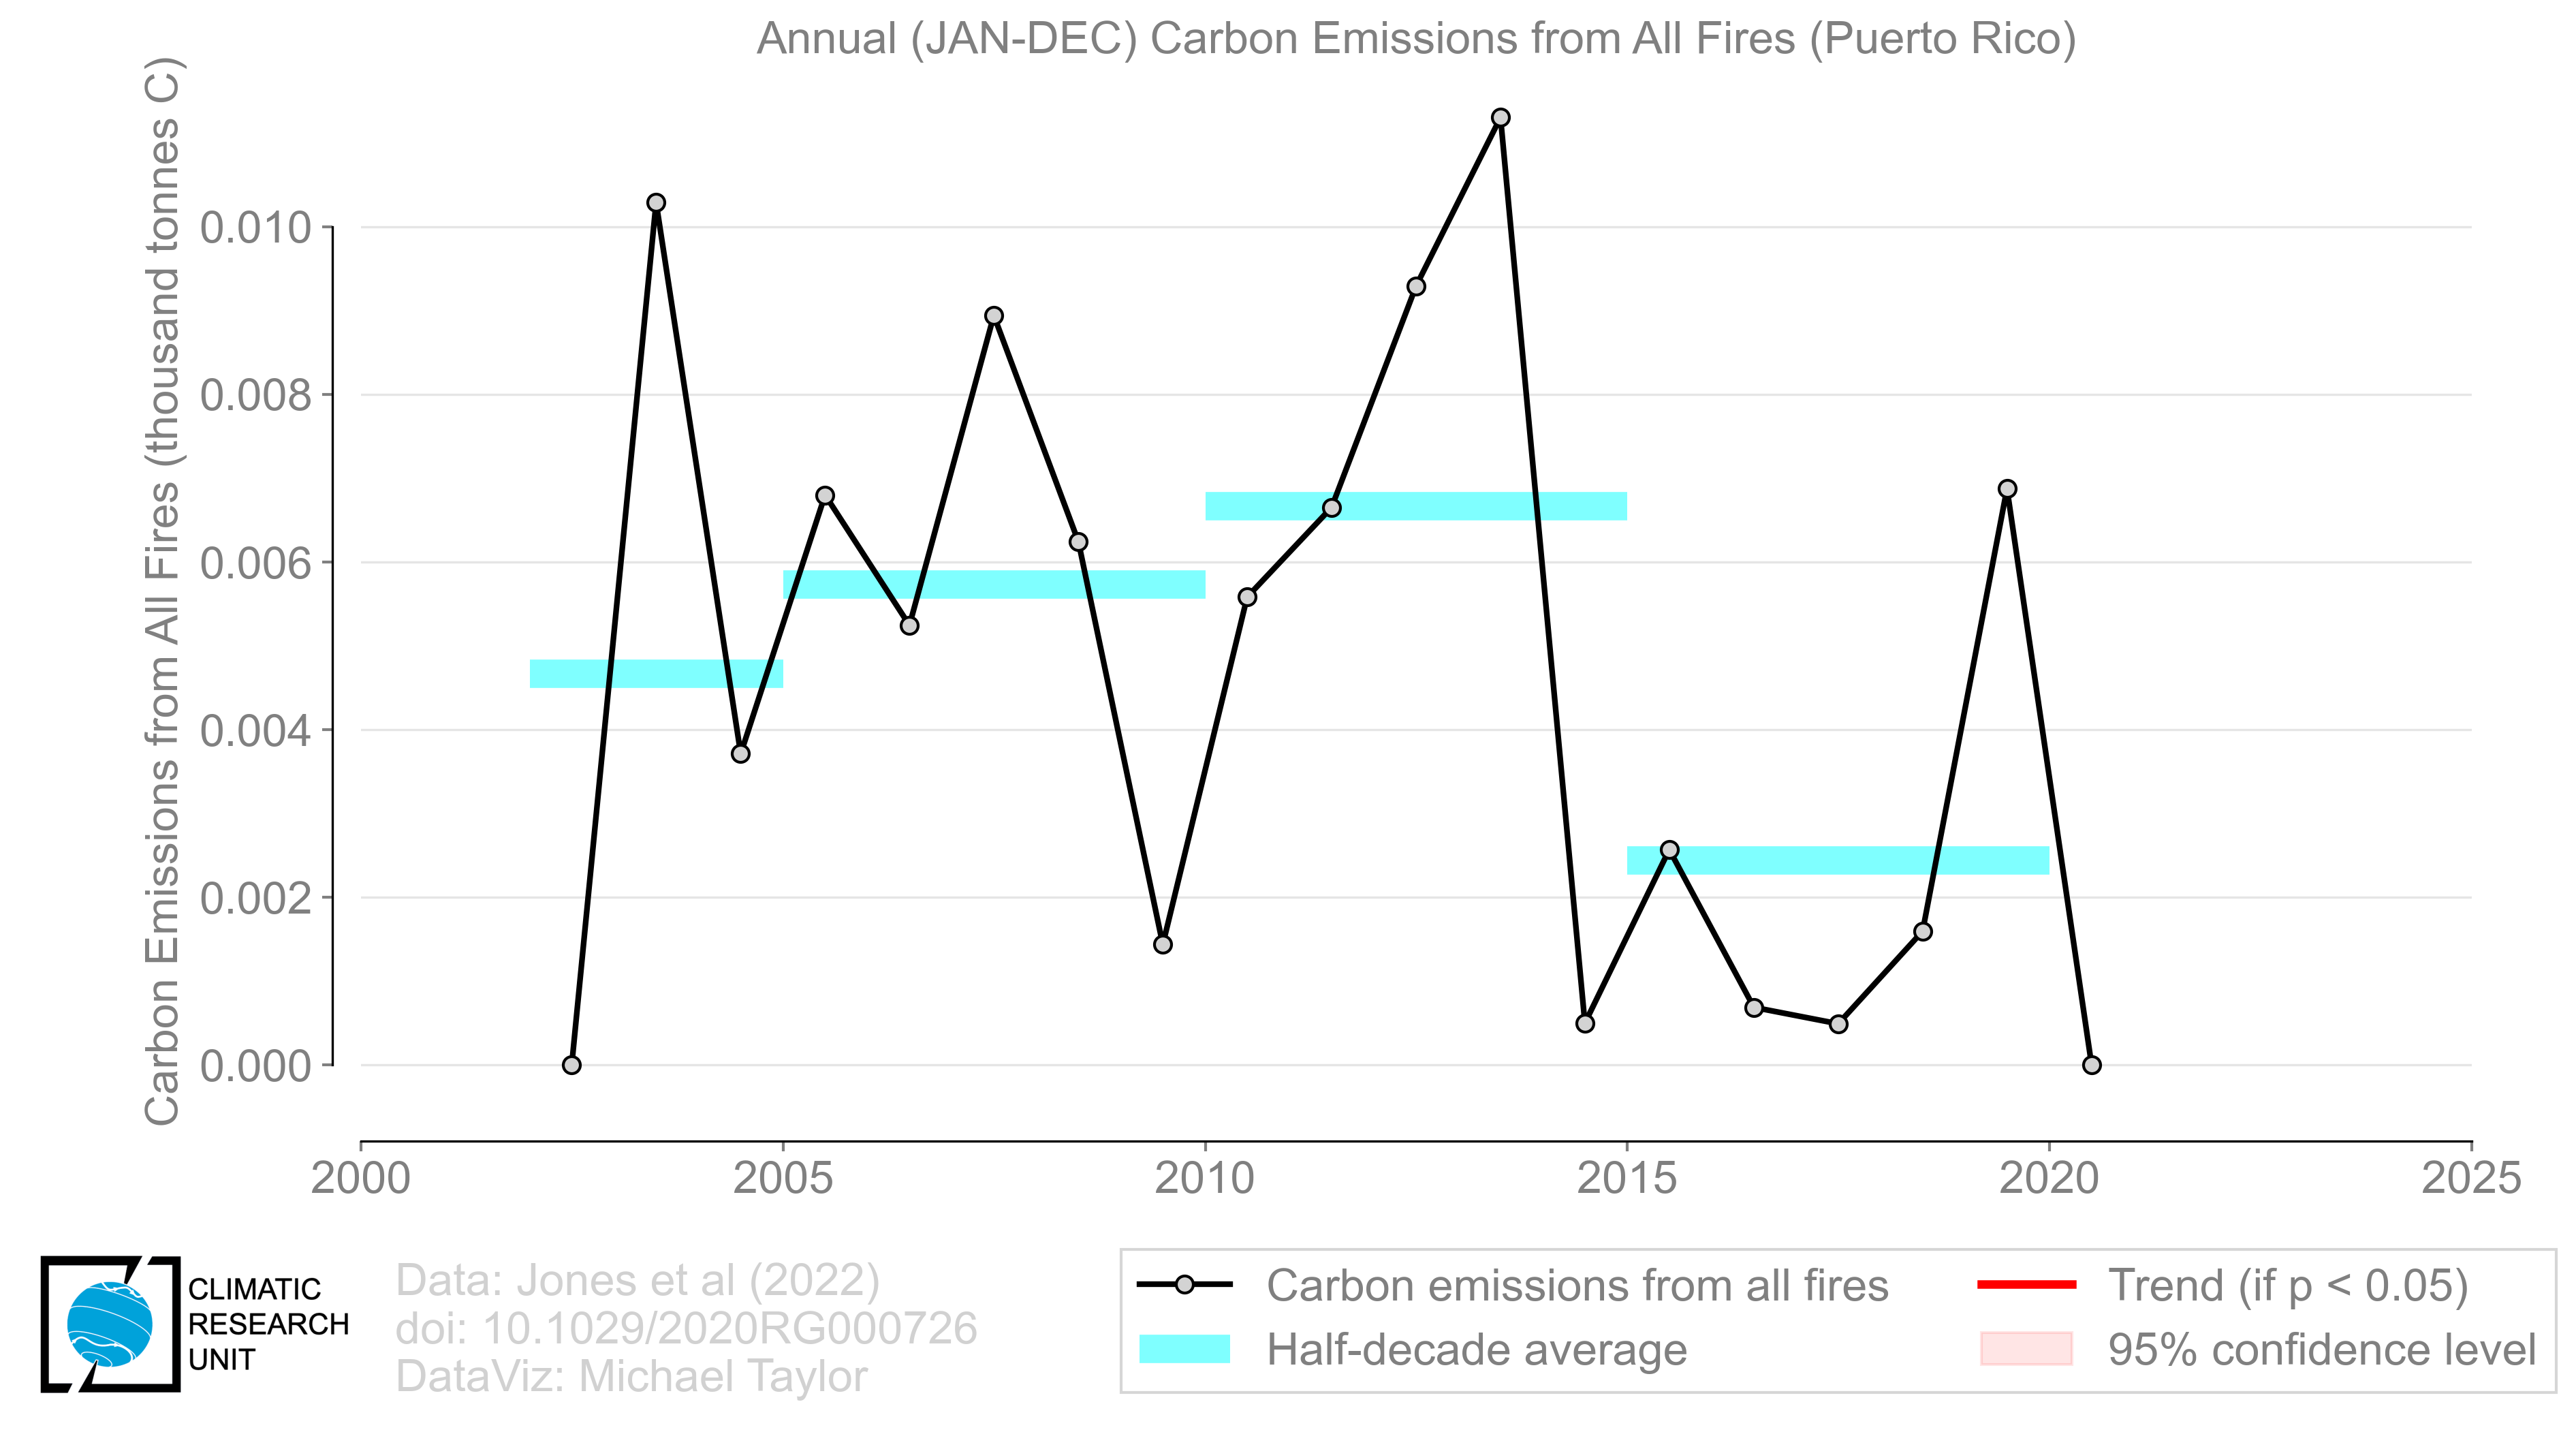 Annual (JAN-DEC) Carbon Emissions from All Fires (Puerto Rico)
Carbon Emissions from All Fires (thousand tonnes C)
0.010
0.008
0.006
0.004
0.002
0.000
2000 2005 2010 2015 2020 2025
CLIMATIC
RESEARCH
UNIT
Data: Jones et al (2022)
doi: 10.1029/2020RG000726
DataViz: Michael Taylor
Carbon emissions from all fires
Half-decade average
Trend (if p < 0.05)
95% confidence level